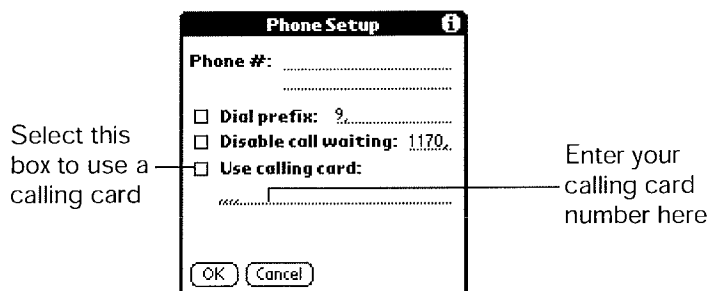 Phone Setup
Phone #:
Dial prefix: 9,
Disable call waiting: 1170,
Use calling card:
,,,,
OK Cancel
Select this
box to use a
calling card
Enter your
calling card
number here